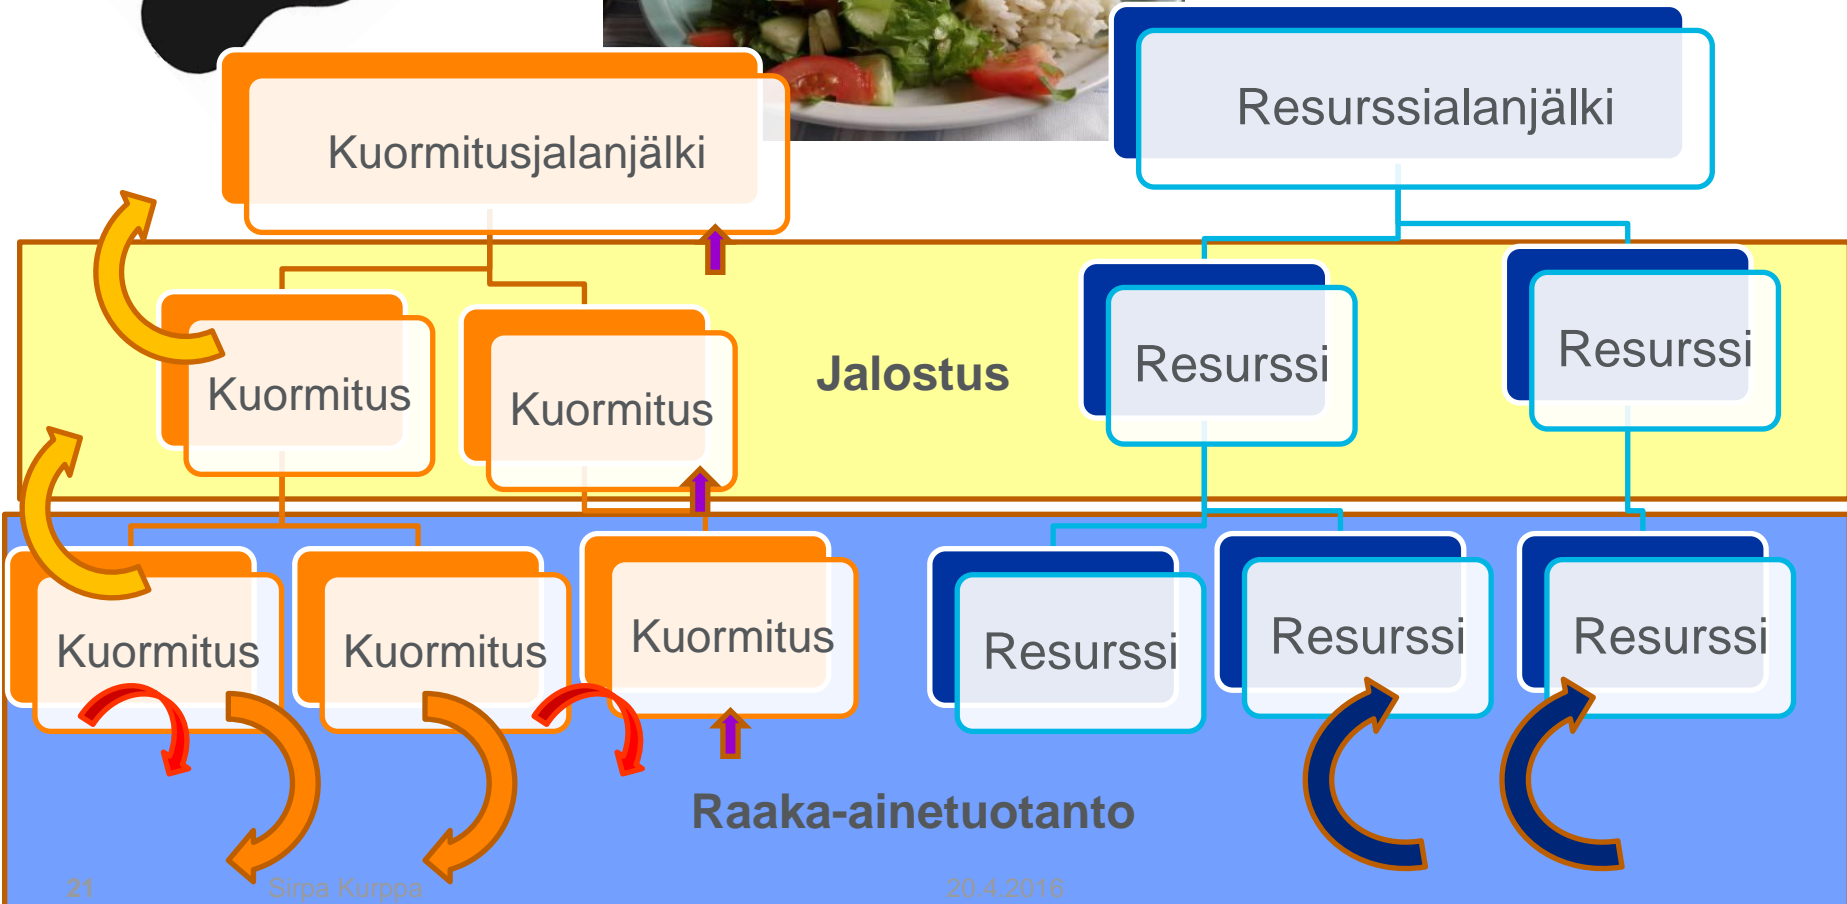 Resurssialanjälki
Kuormitusjalanjälki
Kuormitus
Kuormitus
Jalostus
Resurssi
Resurssi
Kuormitus
Kuormitus
Kuormitus
Resurssi
Resurssi
Resurssi
Raaka-ainetuotanto
21 Sirpa Kurppa 20.4.2016